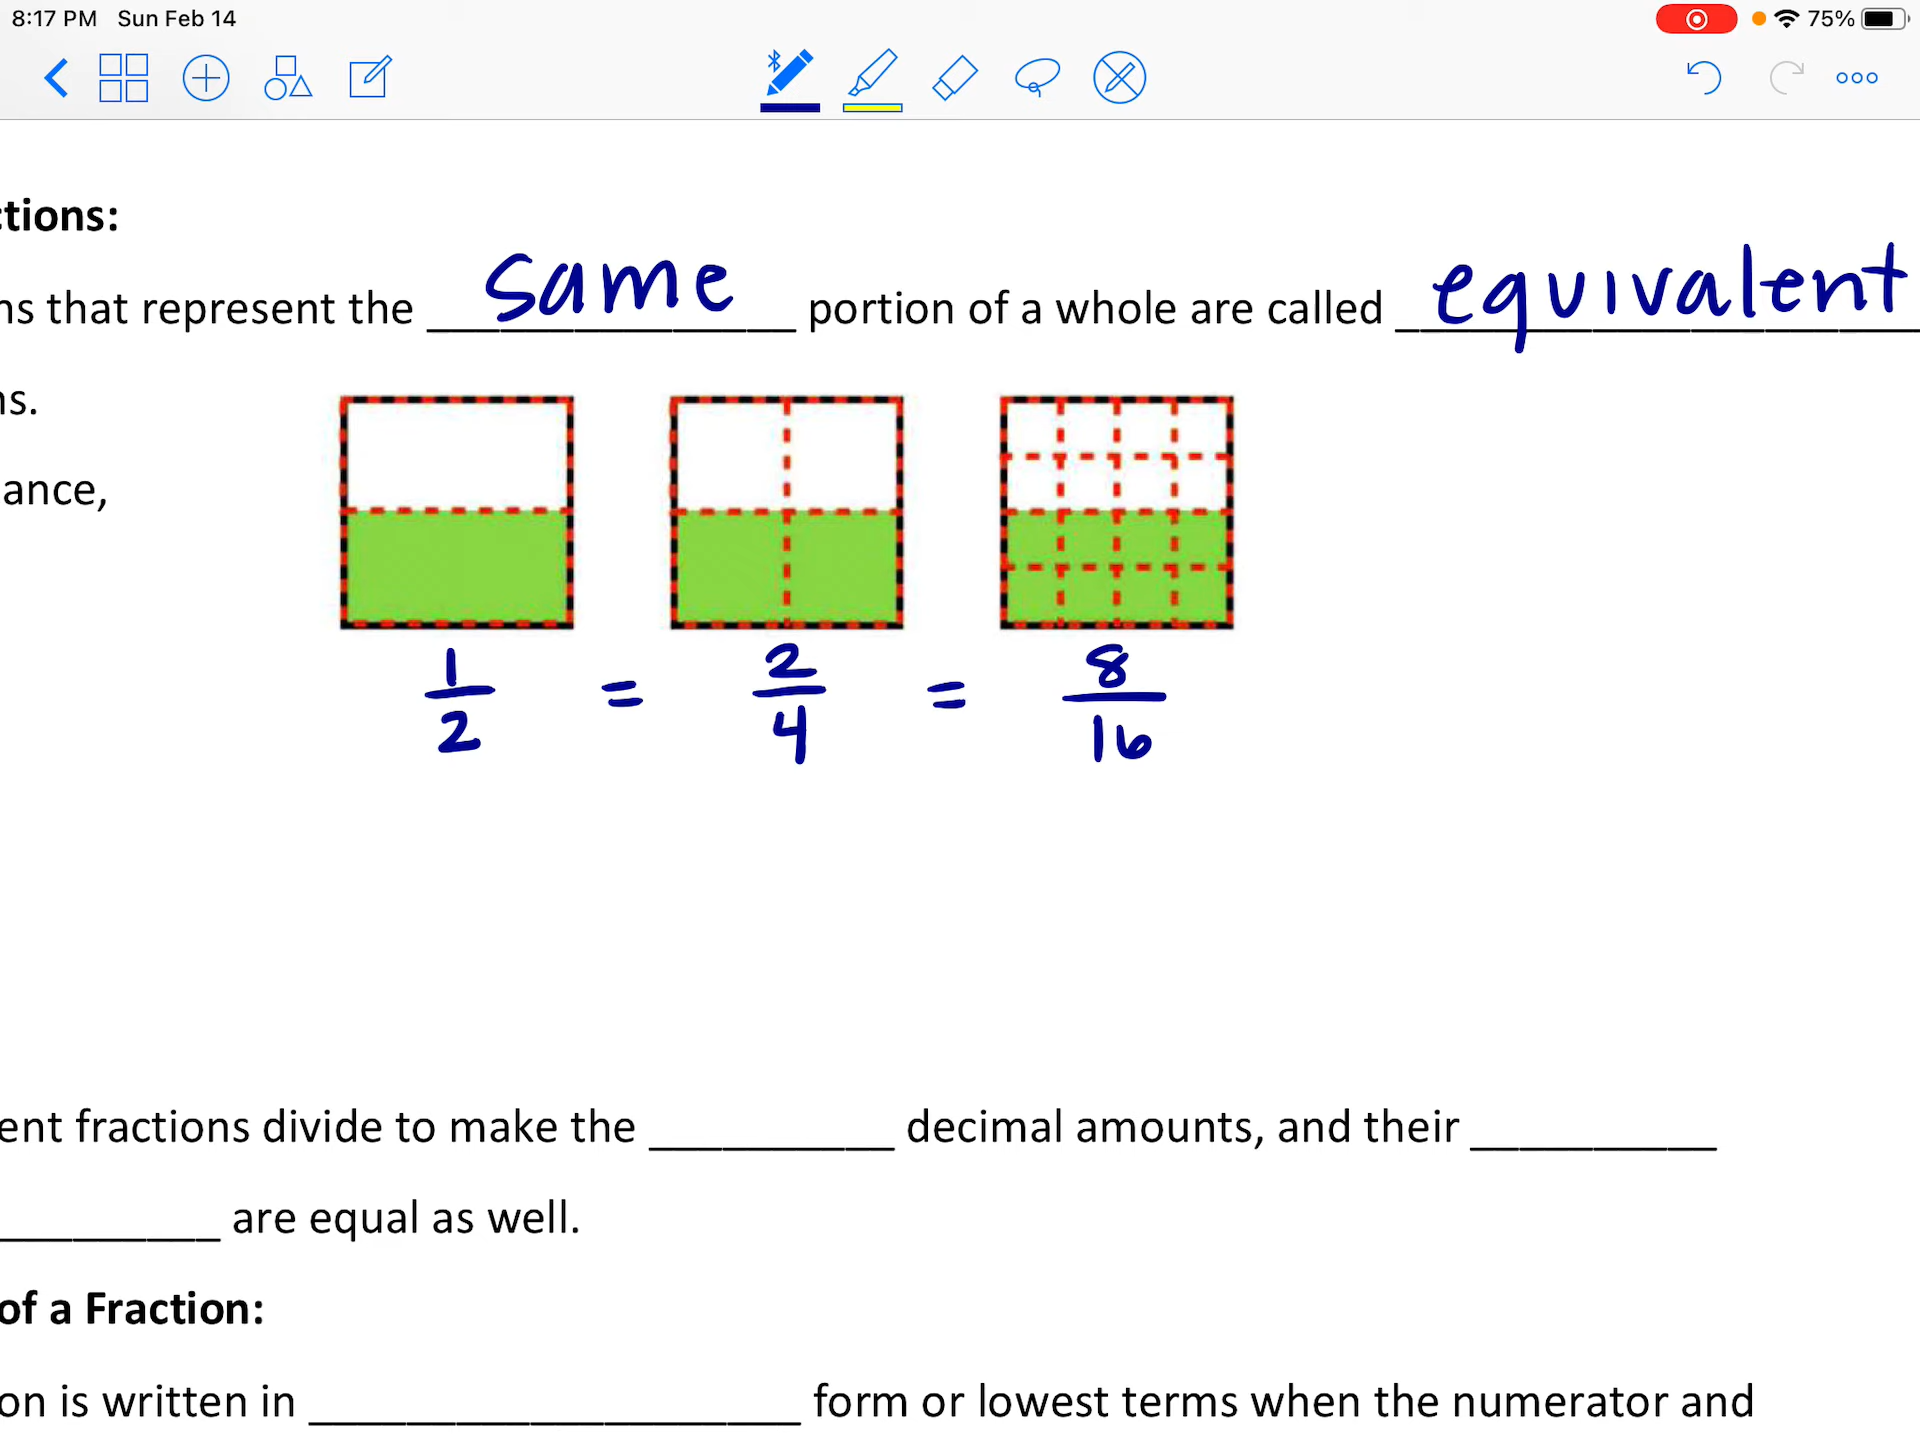 8:17 PM Sun Feb 14 75%
ctions:
ns that represent the same portion of a whole are called equivalent
ns.
ance,
1/2 = 2/4 = 8/16
ent fractions divide to make the __________ decimal amounts, and their __________
_________ are equal as well.
of a Fraction:
on is written in ____________________ form or lowest terms when the numerator and